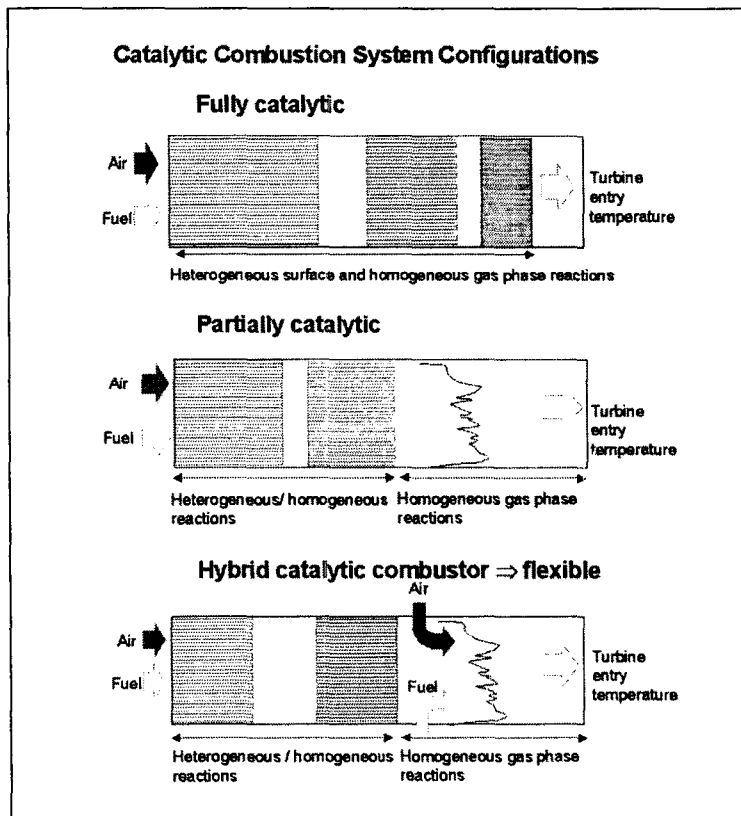 Catalytic Combustion System Configurations
Fully catalytic
Air
Fuel
Turbine
entry
temperature
Heterogeneous surface and homogeneous gas phase reactions
Partially catalytic
Air
Fuel
Turbine
entry
temperature
Heterogeneous/ homogeneous
reactions
Homogeneous gas phase
reactions
Hybrid catalytic combustor ⇒ flexible
Air
Air
Fuel
Fuel
Turbine
entry
temperature
Heterogeneous / homogeneous
reactions
Homogeneous gas phase
reactions